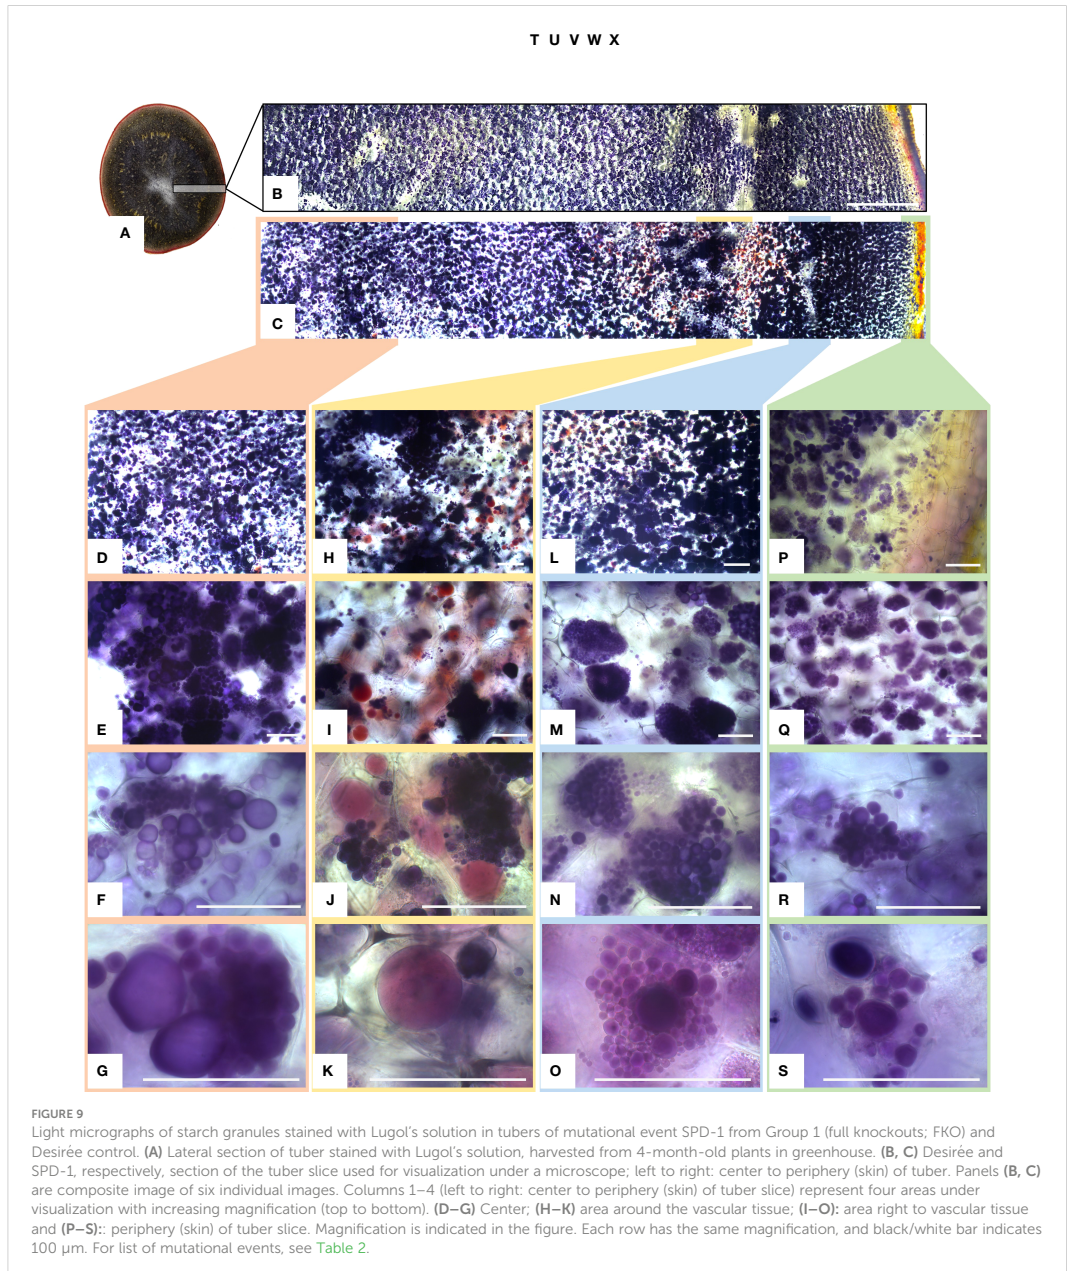 T U V W X
B
A
C
D
H
L
P
E
I
M
Q
F
J
N
R
G
K
O
S
FIGURE 9
Light micrographs of starch granules stained with Lugol's solution in tubers of mutational event SPD-1 from Group 1 (full knockouts; FKO) and
Desirée control. (A) Lateral section of tuber stained with Lugol's solution, harvested from 4-month-old plants in greenhouse. (B, C) Desirée and
SPD-1, respectively, section of the tuber slice used for visualization under a microscope; left to right: center to periphery (skin) of tuber. Panels (B, C)
are composite image of six individual images. Columns 1–4 (left to right: center to periphery (skin) of tuber slice) represent four areas under
visualization with increasing magnification (top to bottom). (D–G) Center; (H–K) area around the vascular tissue; (I–O): area right to vascular tissue
and (P–S):: periphery (skin) of tuber slice. Magnification is indicated in the figure. Each row has the same magnification, and black/white bar indicates
100 µm. For list of mutational events, see Table 2.